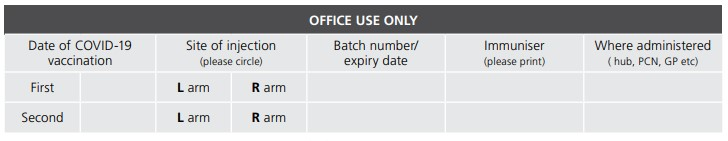 OFFICE USE ONLY
Date of COVID-19 vaccination
Site of injection (please circle)
Batch number/ expiry date
Immuniser (please print)
Where administered ( hub, PCN, GP etc)
First L arm R arm
Second L arm R arm